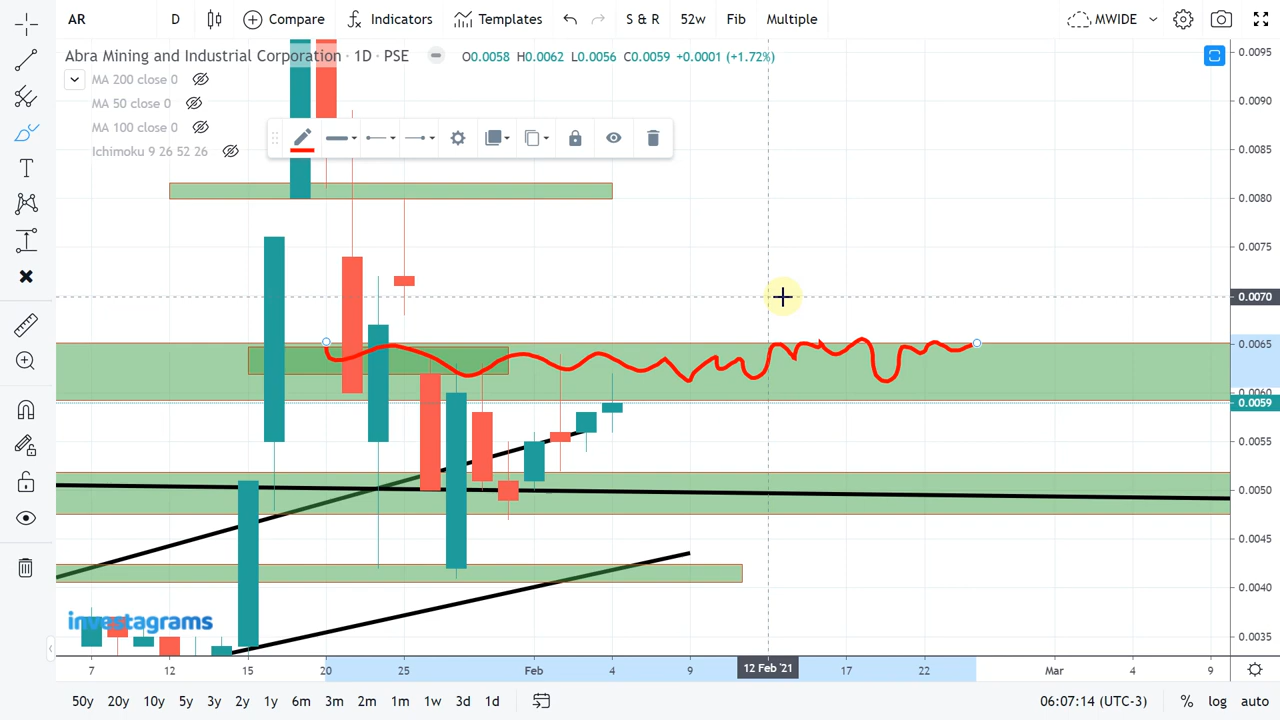 AR D Compare Indicators Templates S & R 52w Fib Multiple MWIDE
Abra Mining and Industrial Corporation · 1D · PSE O0.0058 H0.0062 L0.0056 C0.0059 +0.0001 (+1.72%)
MA 200 close 0
MA 50 close 0
MA 100 close 0
Ichimoku 9 26 52 26
0.0095
0.0090
0.0080
0.0075
0.0070
0.0065
0.0060
0.0059
0.0055
0.0050
0.0045
0.0040
0.0035
investagrams
7 12 15 20 25 Feb 4 9 12 Feb '21 17 22 Mar 4 9
50y 20y 10y 5y 3y 2y 1y 6m 3m 2m 1m 1w 3d 1d 06:07:14 (UTC-3) % log auto